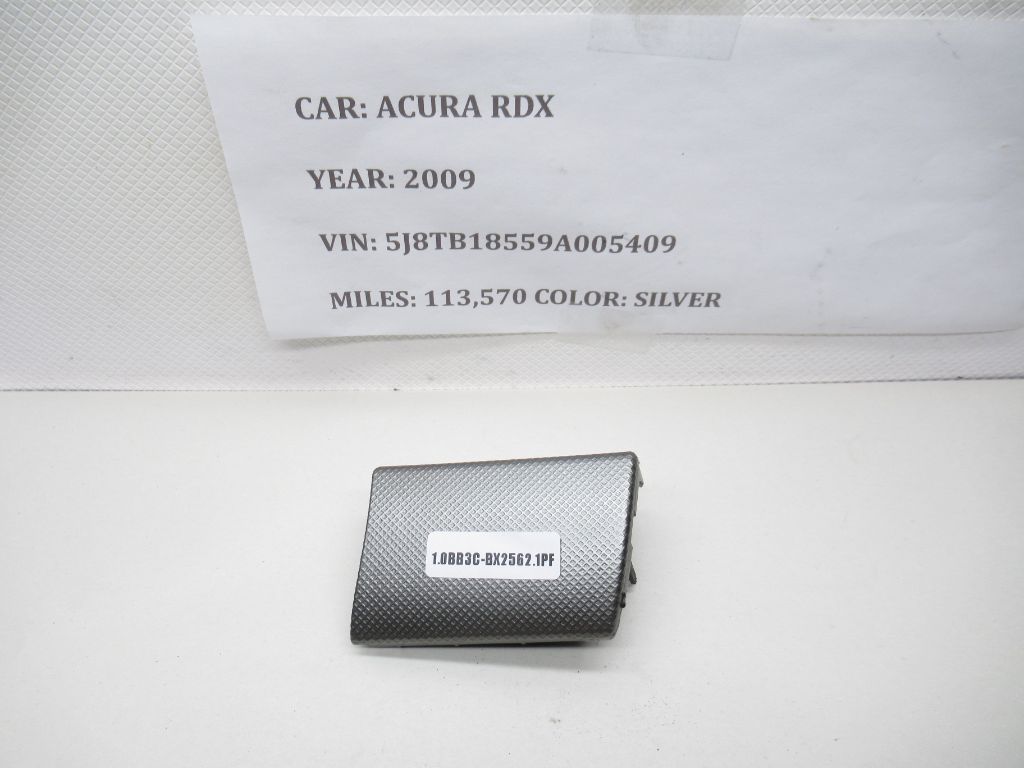 CAR: ACURA RDX
YEAR: 2009
VIN: 5J8TB18559A005409
MILES: 113,570 COLOR: SILVER
1.0BB3C-BX2562.1PF